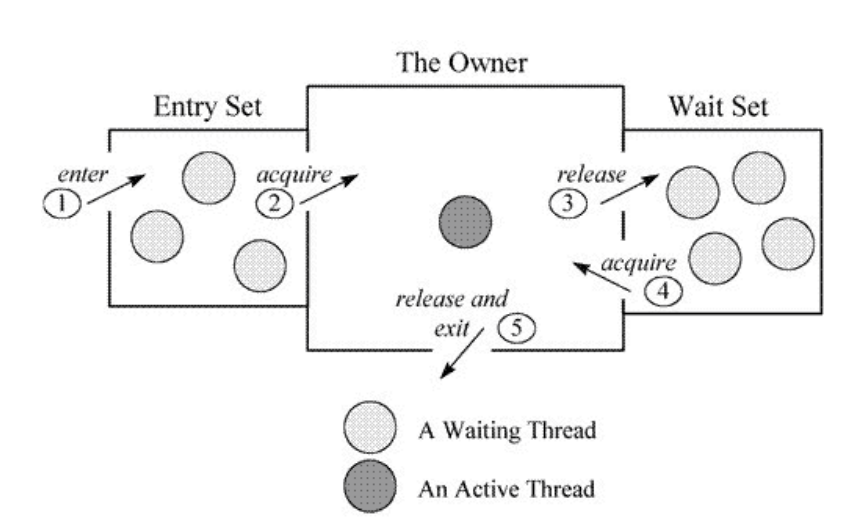 The Owner
Entry Set
Wait Set
enter
1
acquire
2
release
3
acquire
4
release and
exit
5
A Waiting Thread
An Active Thread